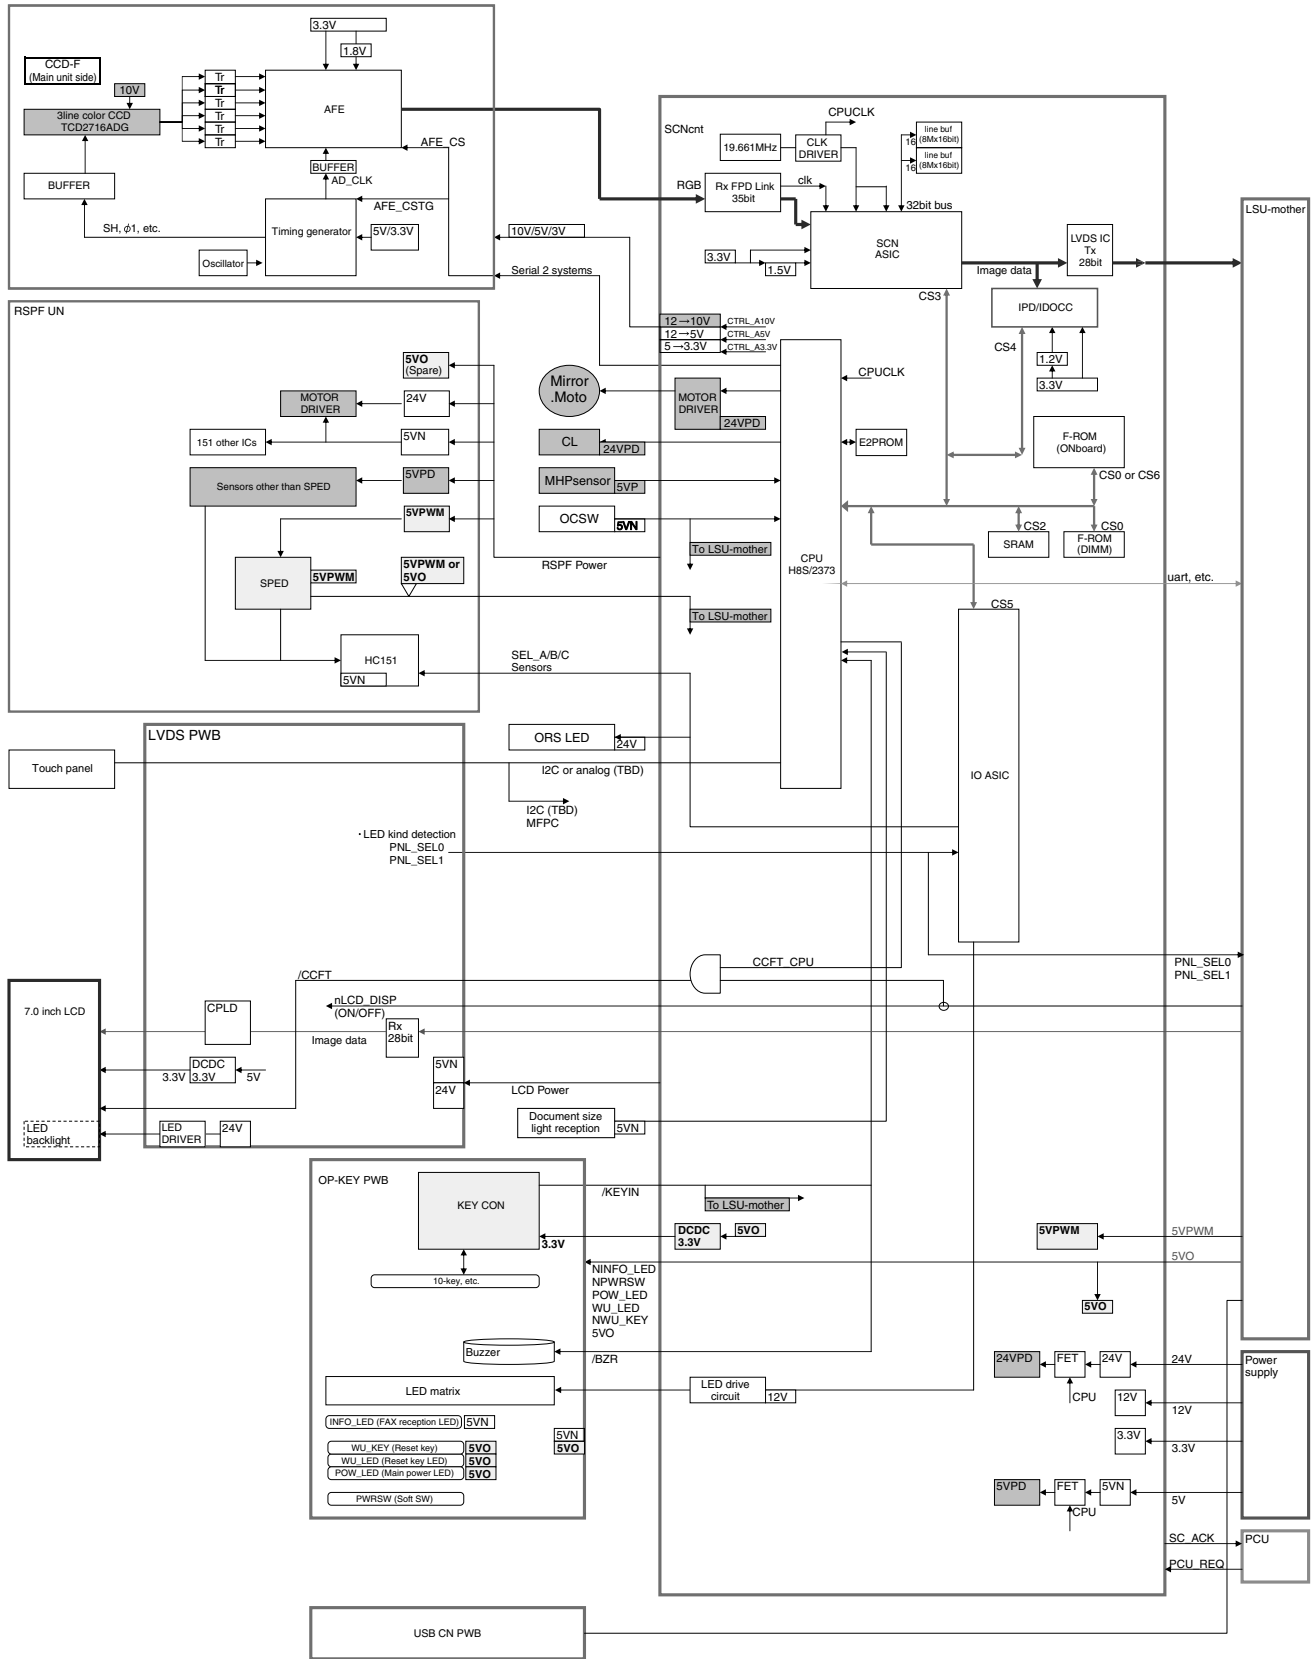 3.3V
1.8V
CCD-F
(Main unit side)
10V
3line color CCD
TCD2716ADG
Tr
Tr
Tr
Tr
Tr
Tr
AFE
AFE_CS
BUFFER
AD_CLK
BUFFER
AFE_CSTG
SH, ϕ1, etc.
Timing generator
5V/3.3V
Oscillator
10V/5V/3V
Serial 2 systems
SCNcnt
CPUCLK
19.661MHz
CLK
DRIVER
line buf
(8Mx16bit)
16
line buf
(8Mx16bit)
16
RGB
Rx FPD Link
35bit
clk
32bit bus
SCN
ASIC
3.3V
1.5V
LVDS IC
Tx
28bit
Image data
CS3
IPD/IDOCC
CS4
1.2V
3.3V
LSU-mother
12→10V
CTRL_A10V
12→5V
CTRL_A5V
5→3.3V
CTRL_A3.3V
RSPF UN
5VO
(Spare)
MOTOR
DRIVER
24V
151 other ICs
5VN
Sensors other than SPED
5VPD
5VPWM
SPED
5VPWM
5VPWM or
5VO
HC151
5VN
SEL_A/B/C
Sensors
RSPF Power
Mirror
.Moto
MOTOR
DRIVER
24VPD
CL
24VPD
MHPsensor
5VP
OCSW
5VN
To LSU-mother
To LSU-mother
CPUCLK
E2PROM
F-ROM
(ONboard)
CS0 or CS6
CS2
SRAM
CS0
F-ROM
(DIMM)
CPU
H8S/2373
uart, etc.
CS5
IO ASIC
LVDS PWB
Touch panel
ORS LED
24V
I2C or analog (TBD)
I2C (TBD)
MFPC
・LED kind detection
PNL_SEL0
PNL_SEL1
CCFT_CPU
/CCFT
PNL_SEL0
PNL_SEL1
nLCD_DISP
(ON/OFF)
7.0 inch LCD
CPLD
Image data
Rx
28bit
DCDC
3.3V
3.3V
5V
5VN
24V
LCD Power
LED
backlight
LED
DRIVER
24V
Document size
light reception
5VN
OP-KEY PWB
KEY CON
3.3V
/KEYIN
To LSU-mother
DCDC
3.3V
5VO
10-key, etc.
NINFO_LED
NPWRSW
POW_LED
WU_LED
NWU_KEY
5VO
5VPWM
5VPWM
5VO
5VO
Buzzer
/BZR
LED matrix
LED drive
circuit
12V
INFO_LED (FAX reception LED)
5VN
5VN
5VO
WU_KEY (Reset key)
5VO
WU_LED (Reset key LED)
5VO
POW_LED (Main power LED)
5VO
PWRSW (Soft SW)
24VPD
FET
24V
24V
CPU
12V
12V
3.3V
3.3V
5VPD
FET
5VN
5V
CPU
Power
supply
SC_ACK
PCU
PCU_REQ
USB CN PWB